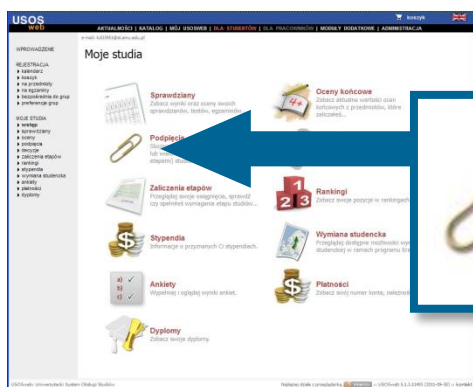 USOS
web
koszyk
AKTUALNOŚCI | KATALOG | MÓJ USOSWEB | DLA STUDENTÓW | DLA PRACOWNIKÓW | MODUŁY DODATKOWE | ADMINISTRACJA
WPROWADZENIE
REJESTRACJA
kalendarz
koszyk
na przedmioty
na egzaminy
bezpośrednie do grup
preferencje grup
MOJE STUDIA
wstęp
sprawdziany
oceny
podpięcia
decyzje
zaliczenia etapów
rankingi
stypendia
wymiana studencka
ankiety
płatności
dyplomy
Moje studia
Sprawdziany
Zobacz wyniki oraz oceny swoich
sprawdzianów, testów, egzaminów
Oceny końcowe
Zobacz aktualne wartości ocen
końcowych z przedmiotów, które
zaliczałeś...
Podpięcia
Zaliczenia etapów
Przeglądaj swoje osiągnięcia, sprawdź
czy spełniłeś wymagania etapu studiów...
Rankingi
Zobacz swoje pozycje w rankingach
Stypendia
Informacje o przyznanych Ci stypendiach.
Wymiana studencka
Przeglądaj dostępne możliwości
studenckiej w ramach programu
Ankiety
Wypełniaj i oglądaj wyniki ankiet.
Płatności
Zobacz swój numer konta,
Dyplomy
Zobacz swoje dyplomy.
USOSweb: Uniwersytecki System Obsługi Studiów